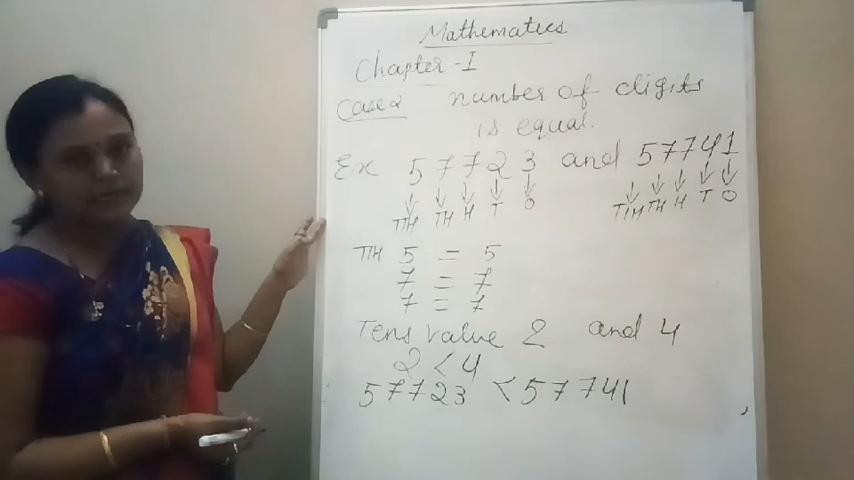 Mathematics
Chapter-I
Case 2 number of digits
is equal.
Ex 57723 and 57741
TTH TH H T O TTH TH H T O
TTH 5 = 5
7 = 7
7 = 7
Tens value 2 and 4
2 < 4
57723 < 57741